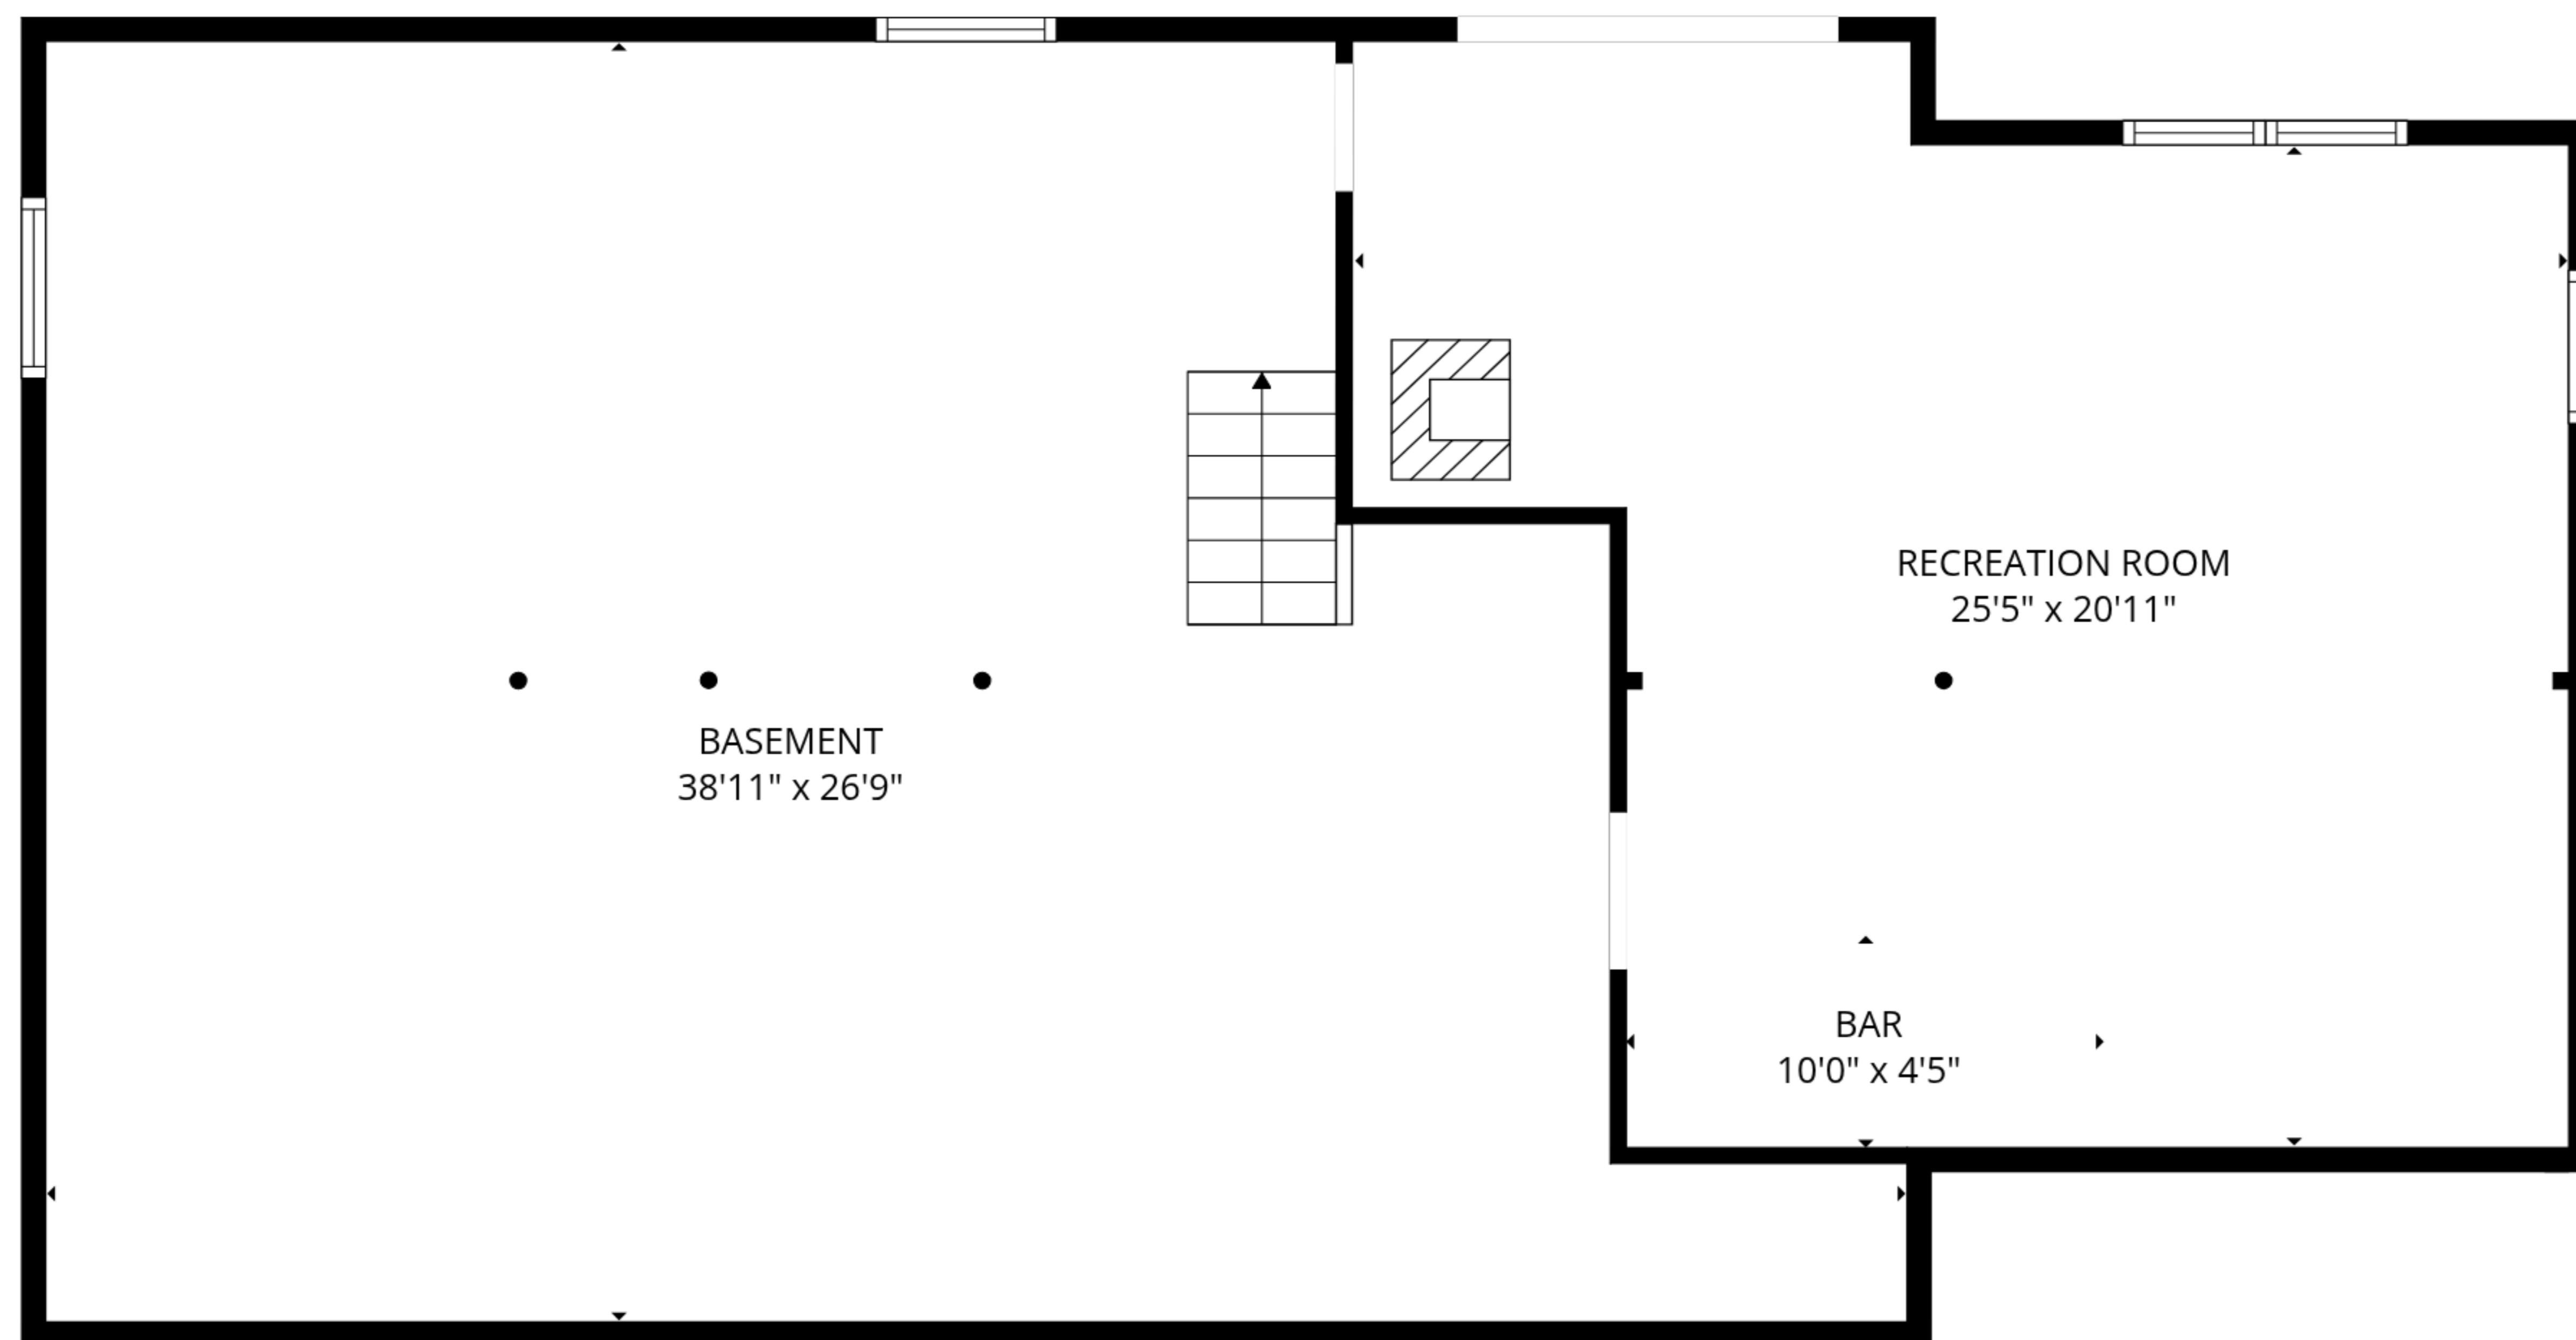 RECREATION ROOM
25'5" x 20'11"
BASEMENT
38'11" x 26'9"
BAR
10'0" x 4'5"